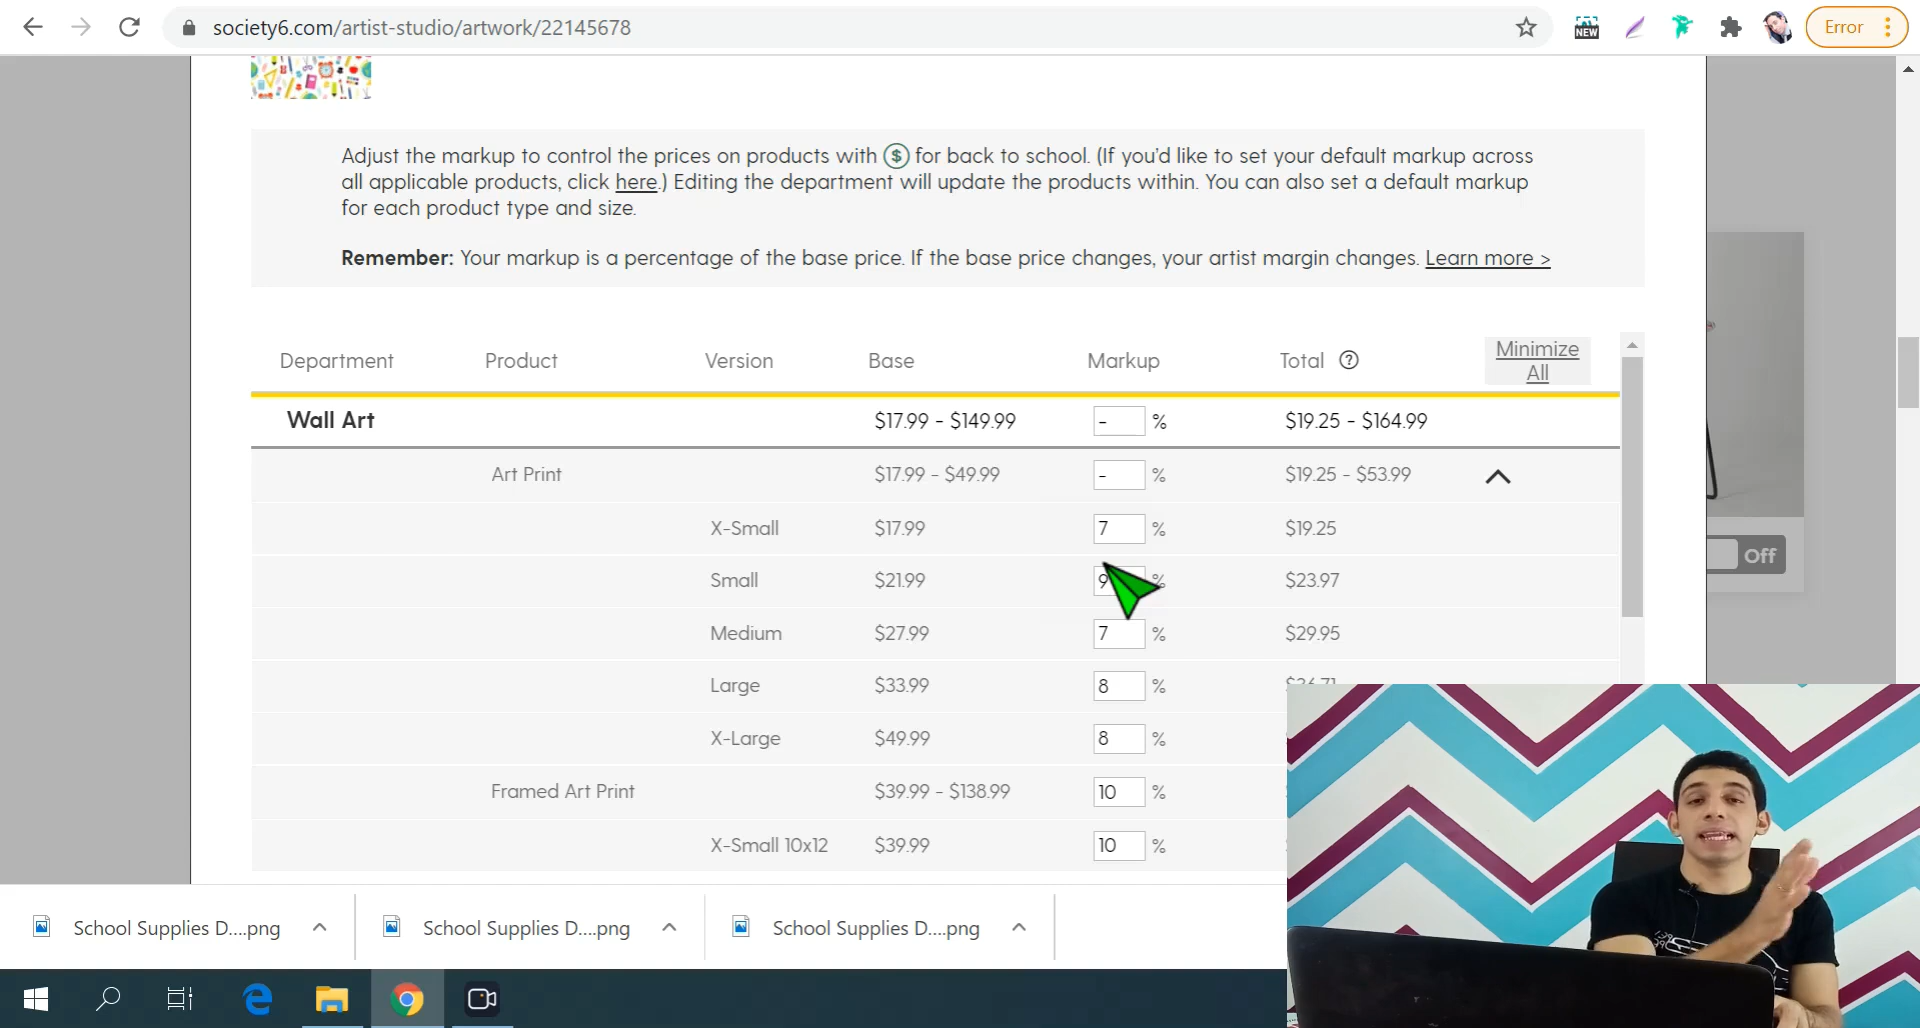 society6.com/artist-studio/artwork/22145678
NEW
Error
Adjust the markup to control the prices on products with $ for back to school. (If you'd like to set your default markup across
all applicable products, click here.) Editing the department will update the products within. You can also set a default markup
for each product type and size.
Remember: Your markup is a percentage of the base price. If the base price changes, your artist margin changes. Learn more >
Department Product Version Base Markup Total ? Minimize All
Wall Art $17.99 - $149.99 - % $19.25 - $164.99
Art Print $17.99 - $49.99 - % $19.25 - $53.99
X-Small $17.99 7 % $19.25
Off
Small $21.99 9 % $23.97
Medium $27.99 7 % $29.95
Large $33.99 8 % $36.71
X-Large $49.99 8 %
Framed Art Print $39.99 - $138.99 10 %
X-Small 10x12 $39.99 10 %
School Supplies D....png School Supplies D....png School Supplies D....png